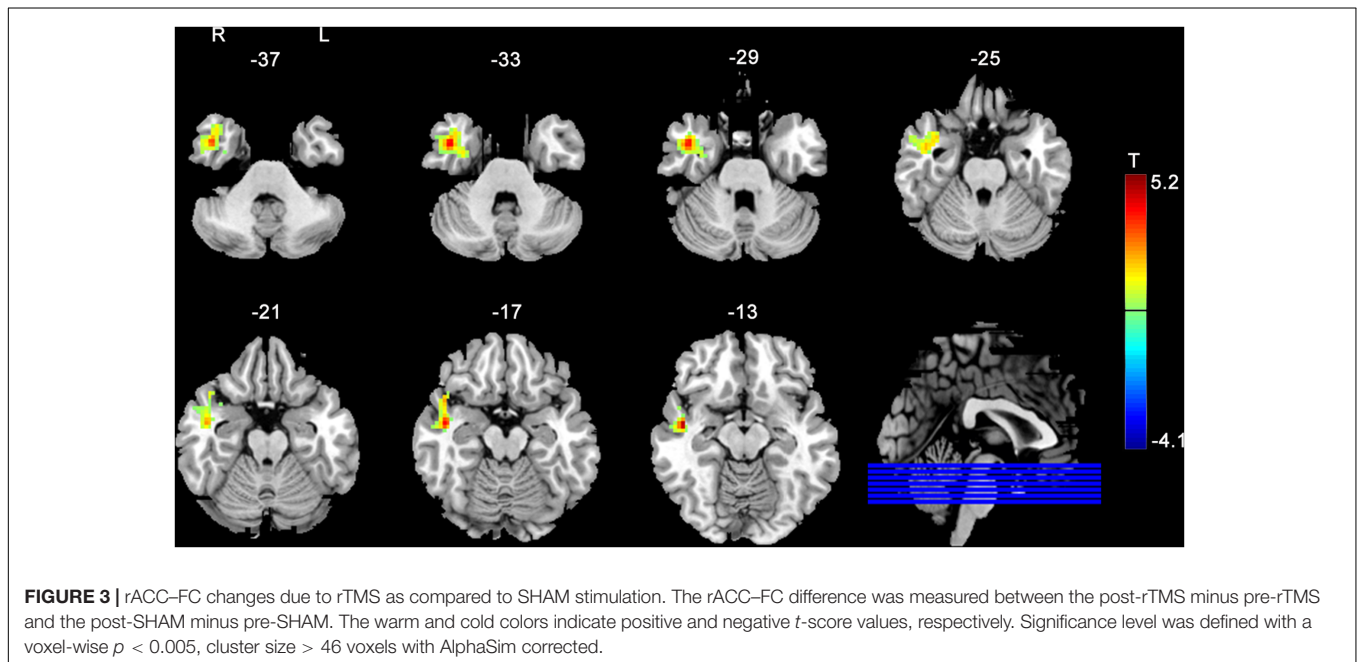 R L
-37 -33 -29 -25
T
5.2
-21 -17 -13
-4.1
FIGURE 3 | rACC–FC changes due to rTMS as compared to SHAM stimulation. The rACC–FC difference was measured between the post-rTMS minus pre-rTMS
and the post-SHAM minus pre-SHAM. The warm and cold colors indicate positive and negative t-score values, respectively. Significance level was defined with a
voxel-wise p < 0.005, cluster size > 46 voxels with AlphaSim corrected.